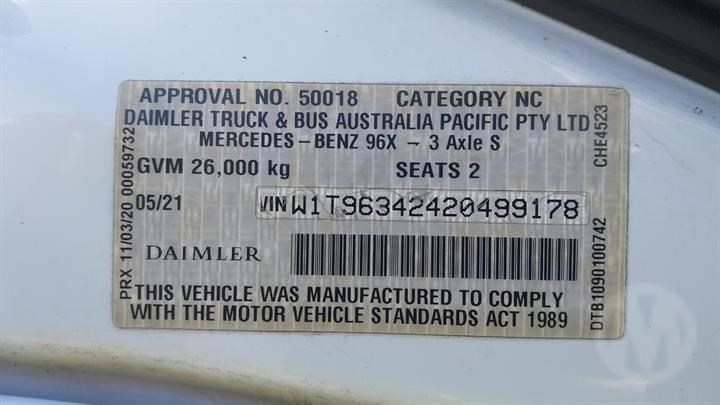 APPROVAL NO. 50018 CATEGORY NC
DAIMLER TRUCK & BUS AUSTRALIA PACIFIC PTY LTD
MERCEDES-BENZ 96X - 3 Axle S
GVM 26,000 kg SEATS 2
05/21 VIN W1T96342420499178
DAIMLER
THIS VEHICLE WAS MANUFACTURED TO COMPLY
WITH THE MOTOR VEHICLE STANDARDS ACT 1989
PRX 11/03/20 00059732
CHE4523
DTB1090100742
M